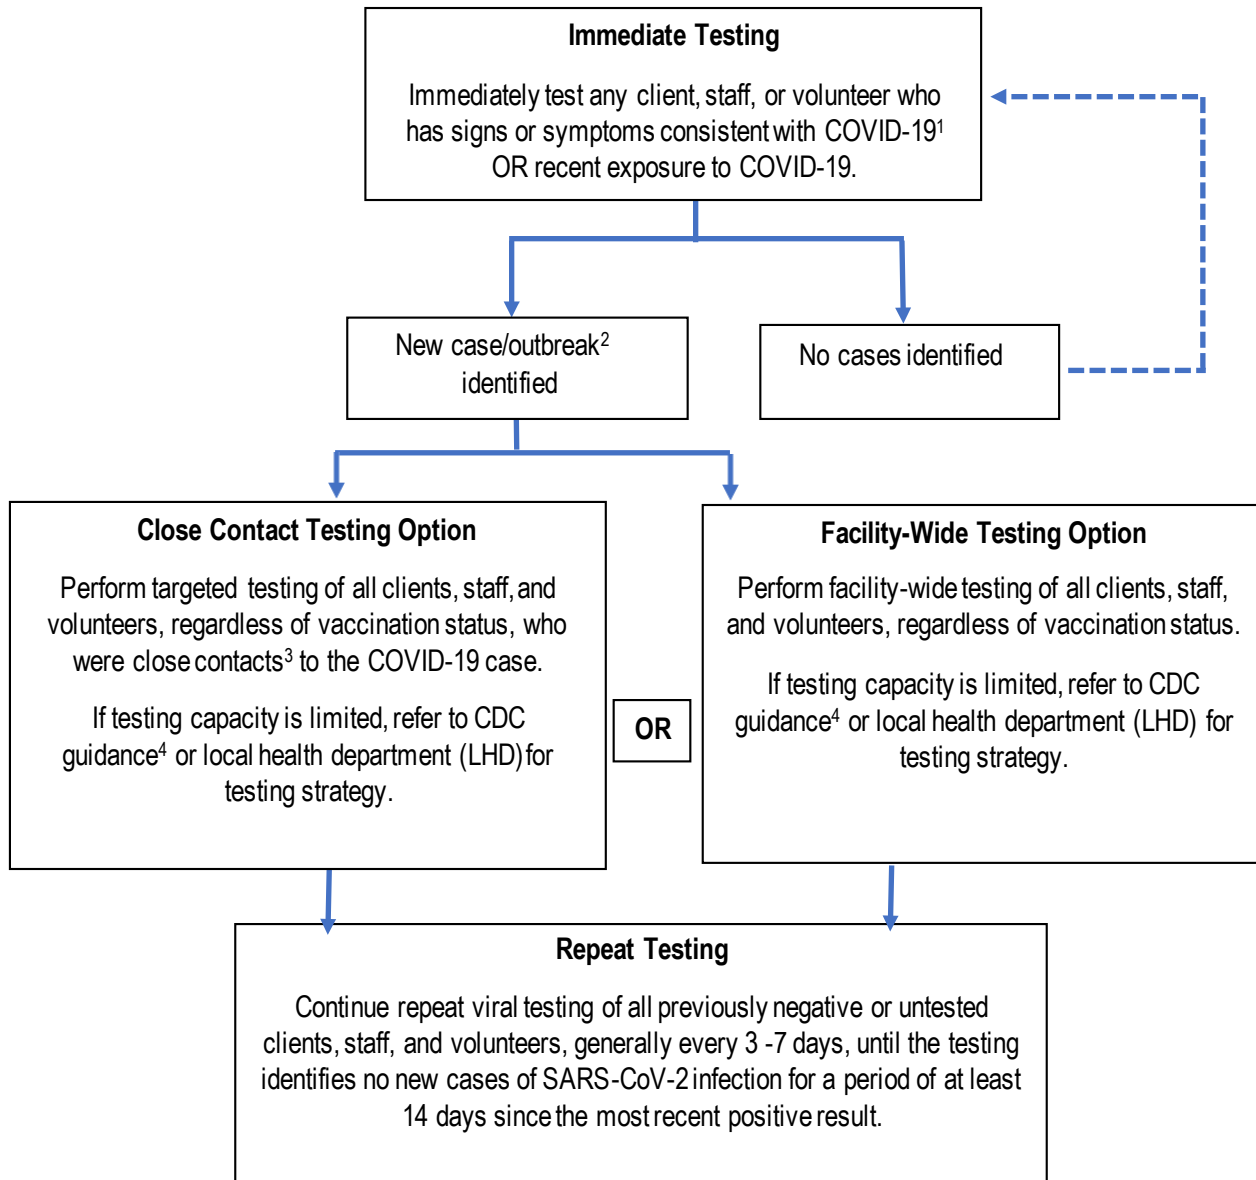 Immediate Testing
Immediately test any client, staff, or volunteer who
has signs or symptoms consistent with COVID-19¹
OR recent exposure to COVID-19.
New case/outbreak²
identified
No cases identified
Close Contact Testing Option
Perform targeted testing of all clients, staff, and
volunteers, regardless of vaccination status, who
were close contacts³ to the COVID-19 case.
If testing capacity is limited, refer to CDC
guidance⁴ or local health department (LHD) for
testing strategy.
OR
Facility-Wide Testing Option
Perform facility-wide testing of all clients, staff,
and volunteers, regardless of vaccination status.
If testing capacity is limited, refer to CDC
guidance⁴ or local health department (LHD) for
testing strategy.
Repeat Testing
Continue repeat viral testing of all previously negative or untested
clients, staff, and volunteers, generally every 3 -7 days, until the testing
identifies no new cases of SARS-CoV-2 infection for a period of at least
14 days since the most recent positive result.